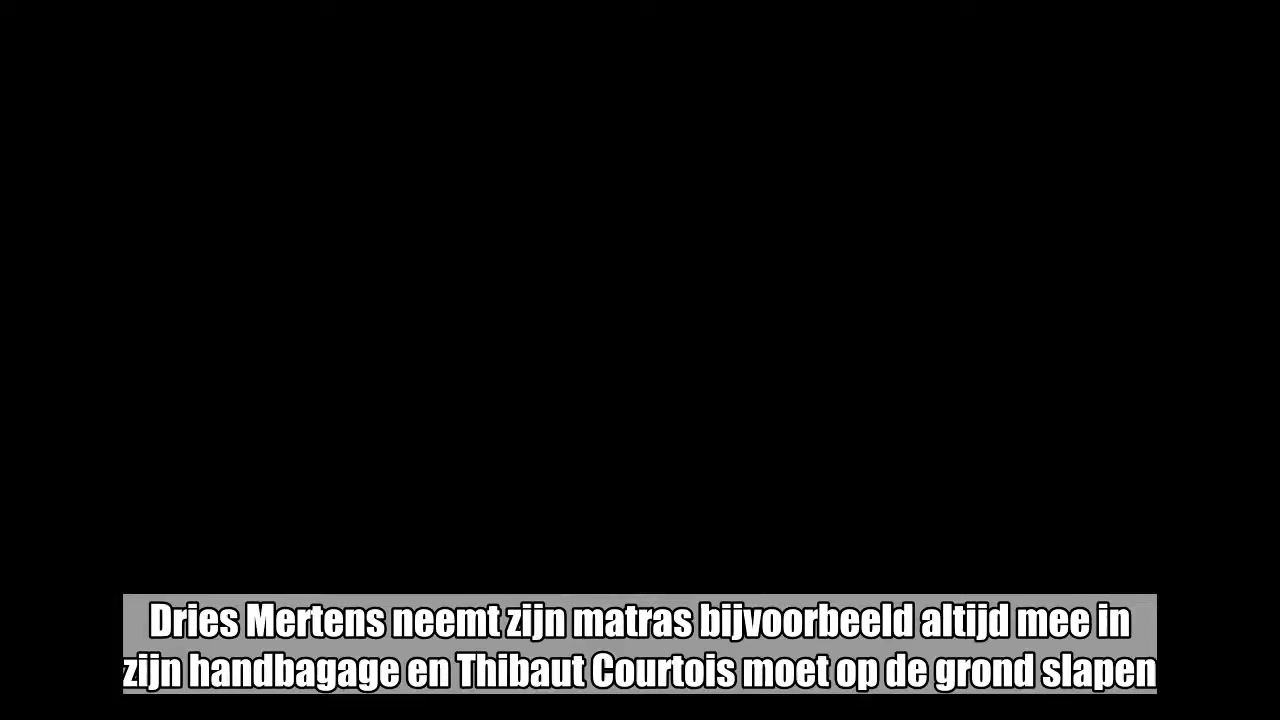 Dries Mertens neemt zijn matras bijvoorbeeld altijd mee in
zijn handbagage en Thibaut Courtois moet op de grond slapen